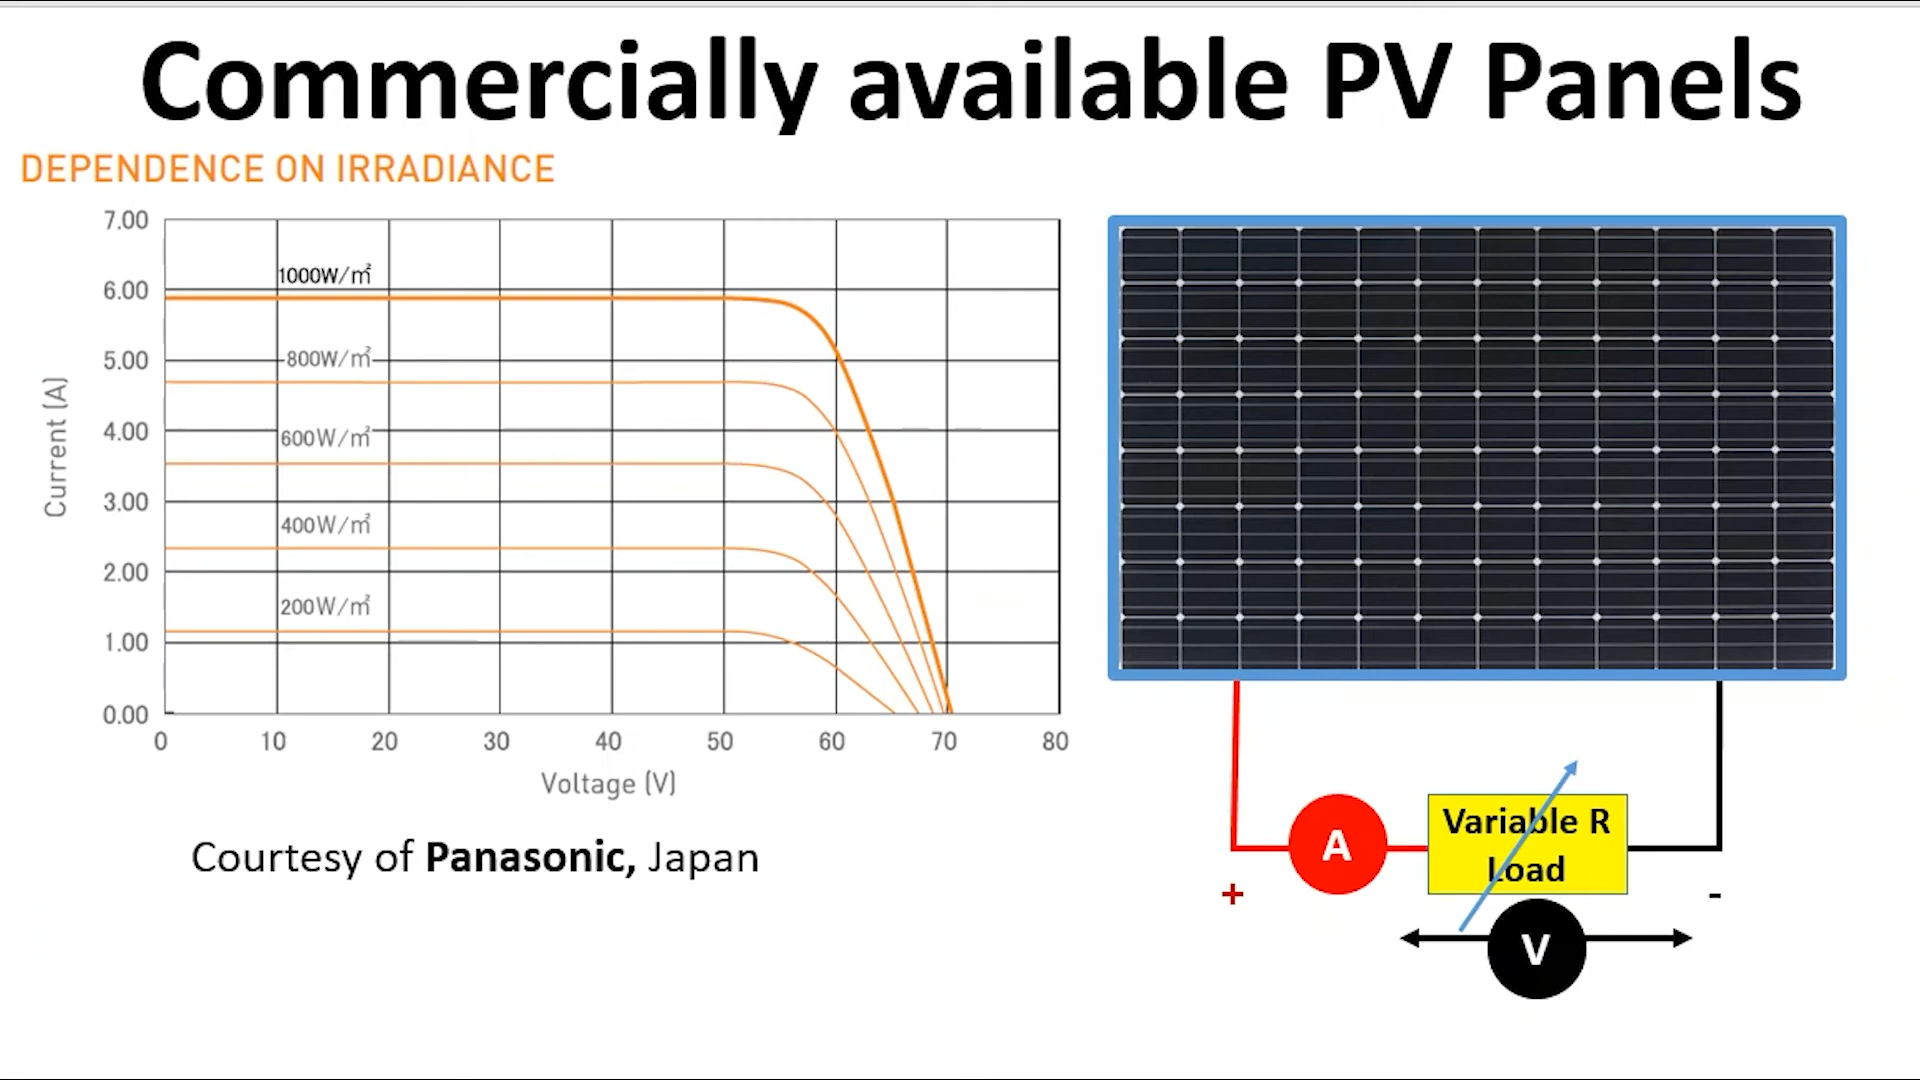 Commercially available PV Panels
DEPENDENCE ON IRRADIANCE
7.00
6.00
5.00
4.00
3.00
2.00
1.00
0.00
Current (A)
1000W/㎡
800W/㎡
600W/㎡
400W/㎡
200W/㎡
0 10 20 30 40 50 60 70 80
Voltage (V)
Courtesy of Panasonic, Japan
A
Variable R
Load
+
-
V